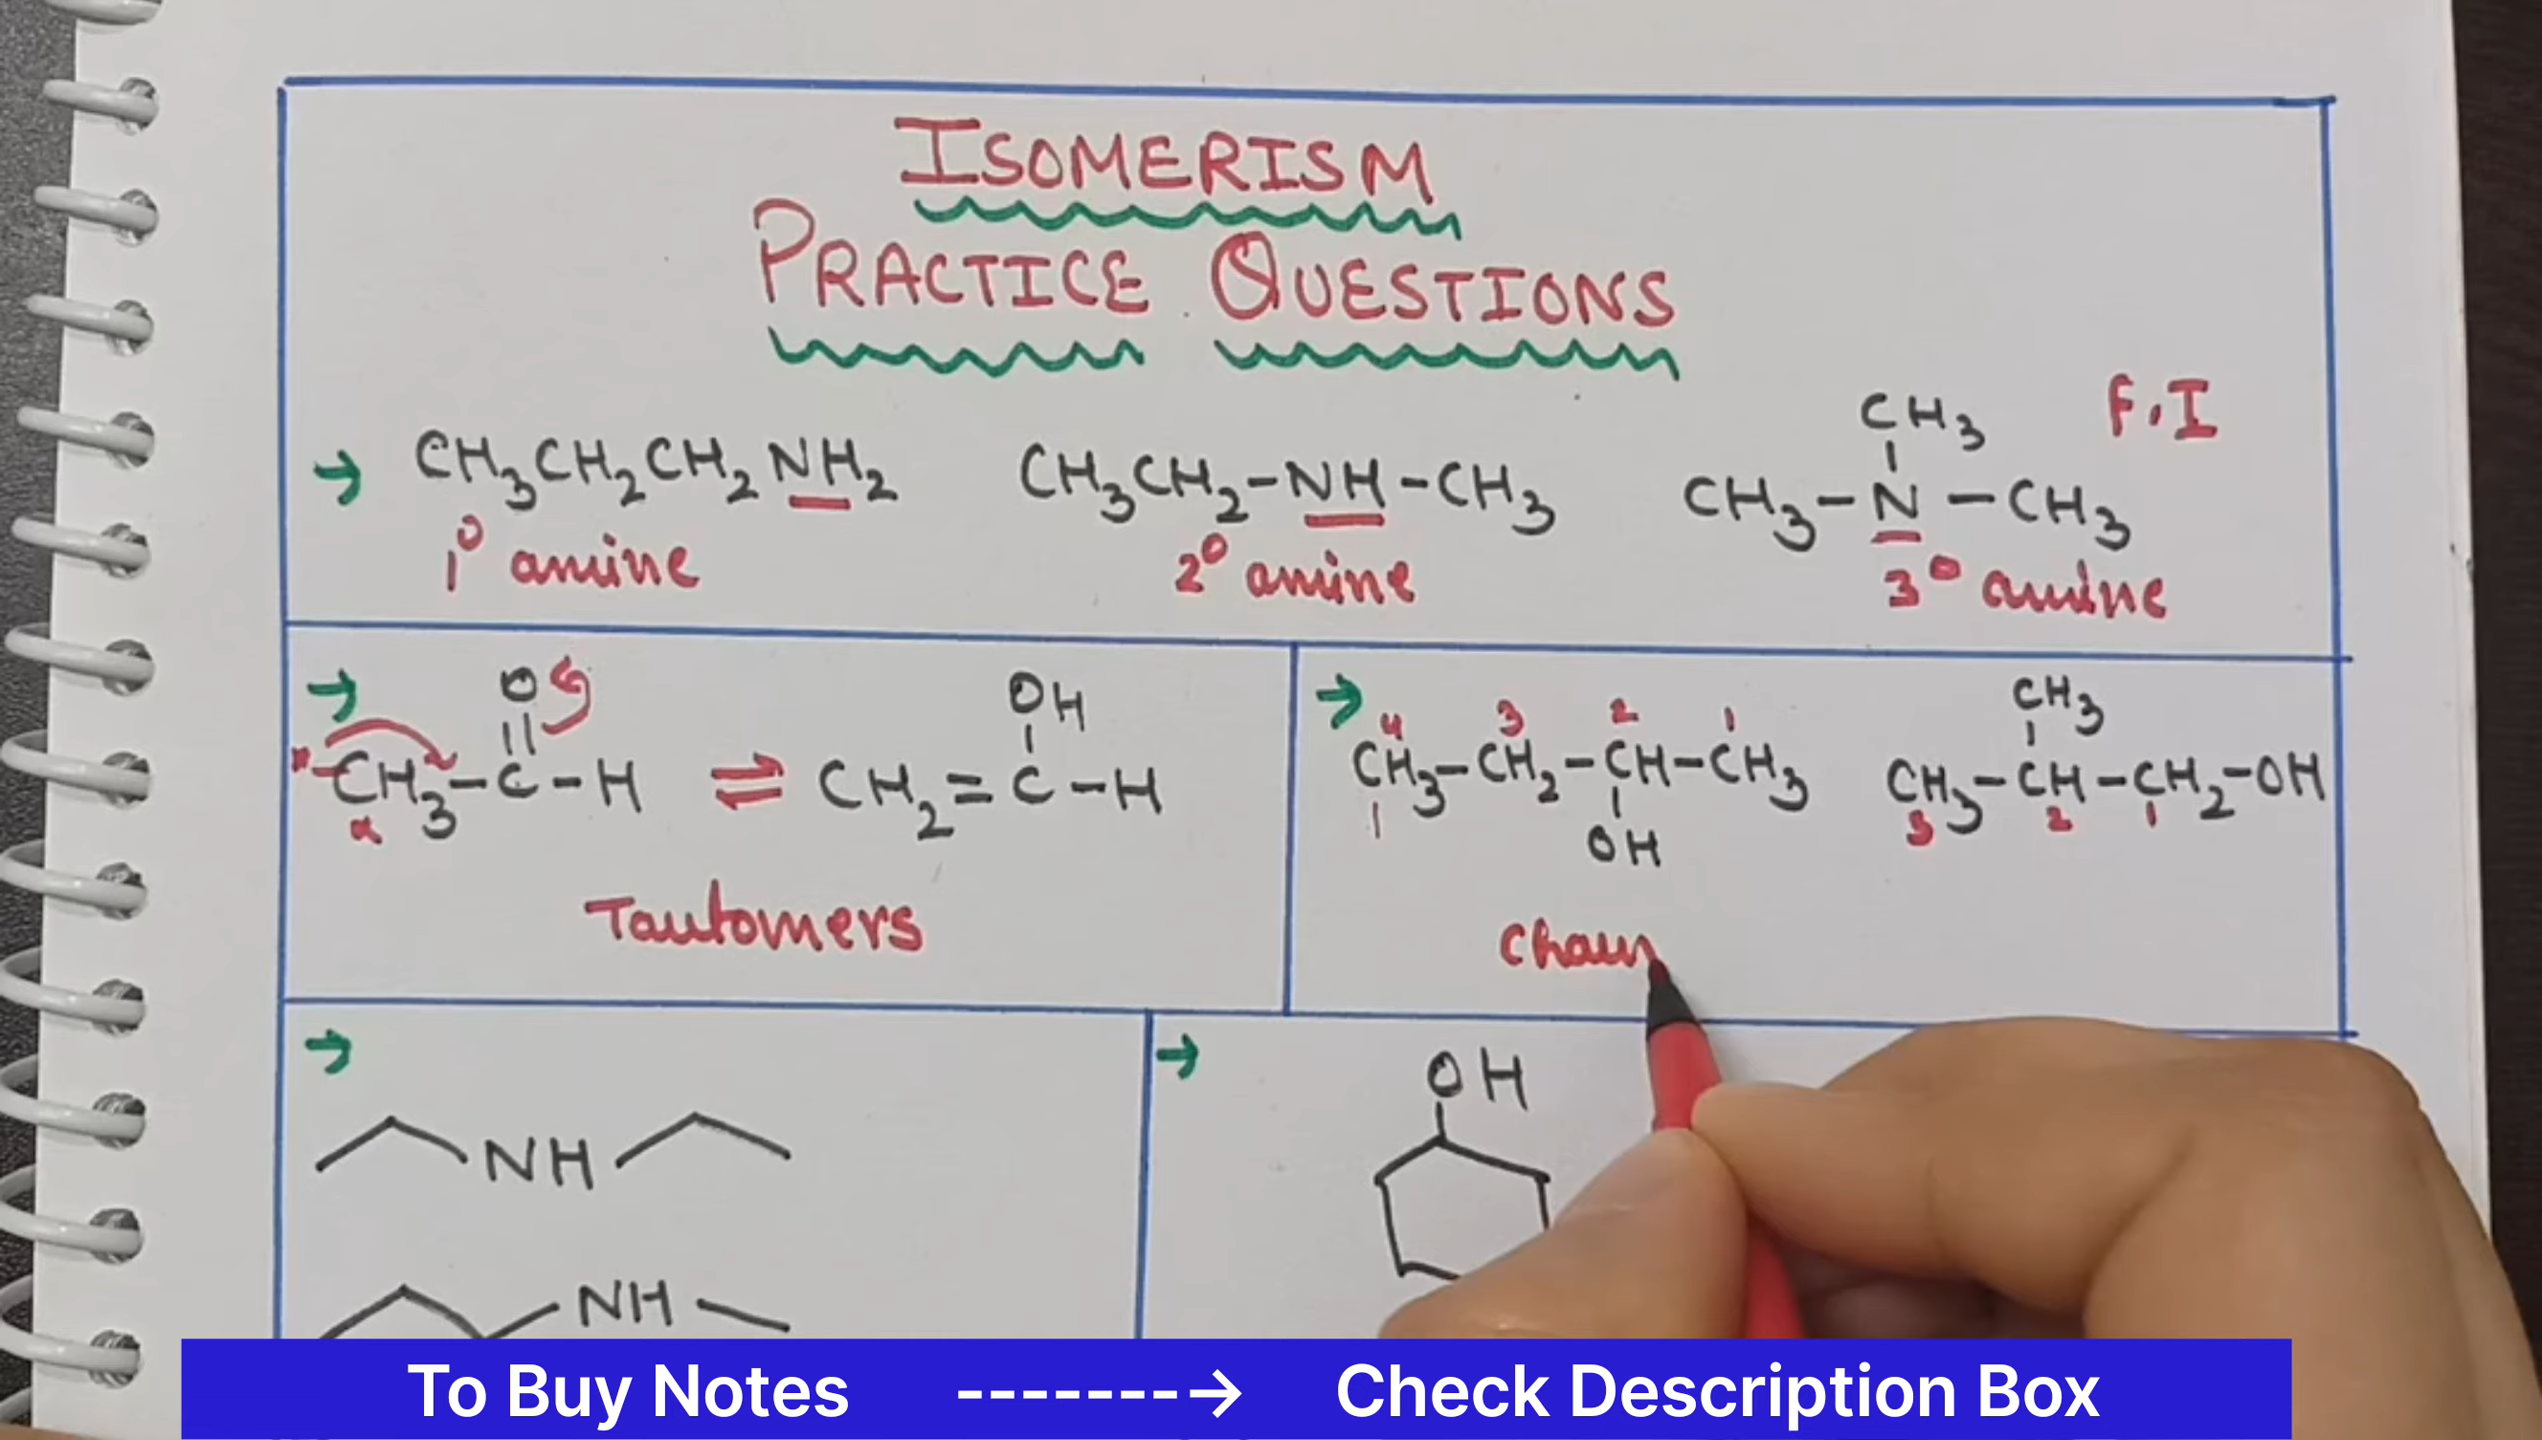 ISOMERISM
PRACTICE QUESTIONS
F.I
CH3
→ CH3CH2CH2NH2 CH3CH2-NH-CH3 CH3-N-CH3
1° amine 2° amine 3° amine
→ O
CH3-C-H ⇌ CH2=C-H
OH
α
Tautomers
→ 4 3 2 1
CH3-CH2-CH-CH3
1
OH
CH3
CH3-CH-CH2-OH
3 2 1
Chain
→
NH
NH
→ OH
To Buy Notes -------→ Check Description Box